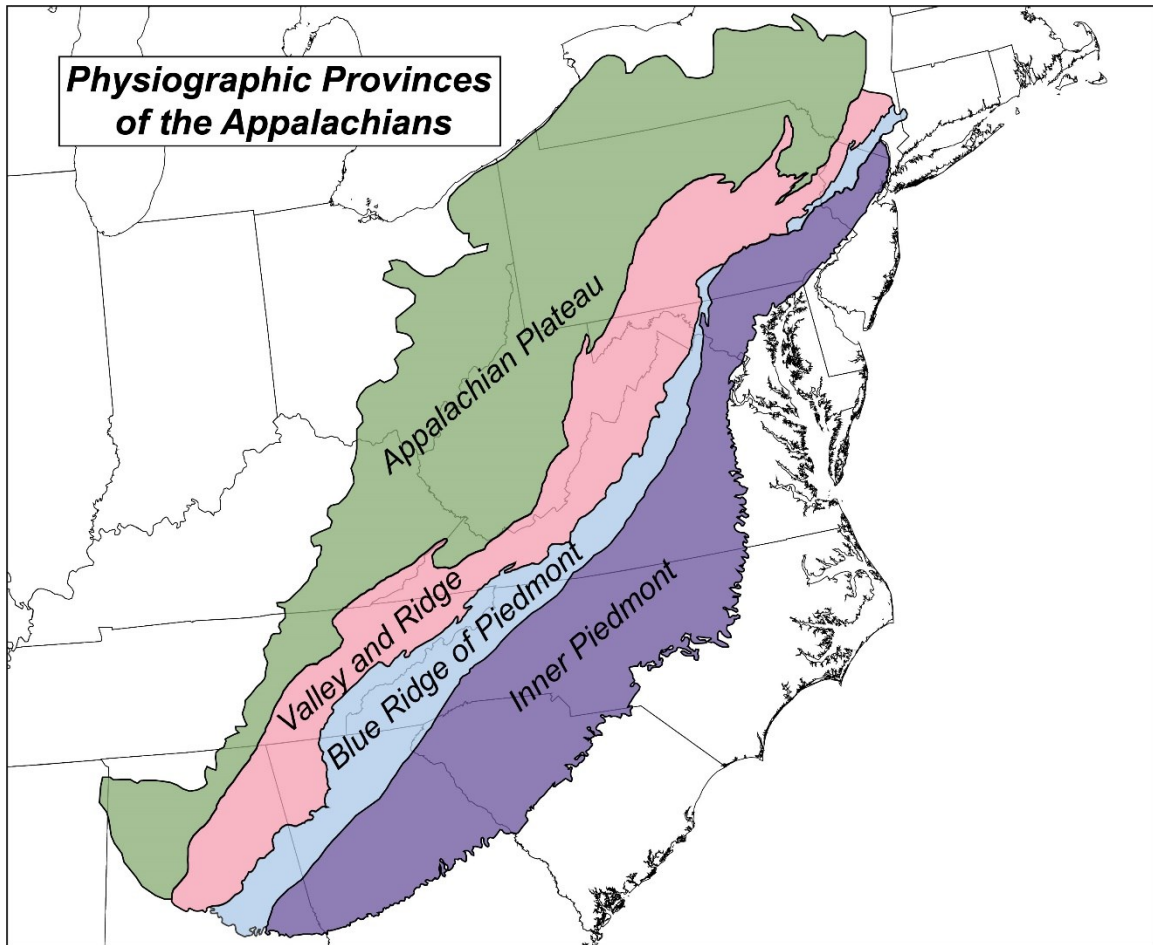 Physiographic Provinces
of the Appalachians
Appalachian Plateau
Valley and Ridge
Blue Ridge of Piedmont
Inner Piedmont